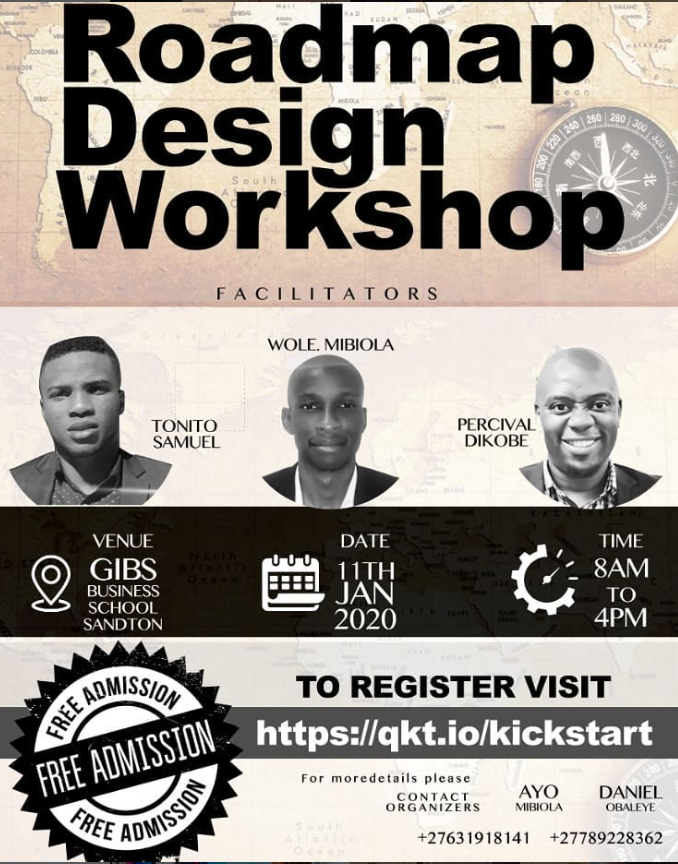 Roadmap
Design
Workshop
FACILITATORS
WOLE. MIBIOLA
TONITO
SAMUEL
PERCIVAL
DIKOBE
VENUE
GIBS
BUSINESS
SCHOOL
SANDTON
DATE
11TH
JAN
2020
TIME
8AM
TO
4PM
FREE ADMISSION
FREE ADMISSION
FREE ADMISSION
TO REGISTER VISIT
https://qkt.io/kickstart
For moredetails please
CONTACT
ORGANIZERS
AYO
MIBIOLA
DANIEL
OBALEYE
+27631918141 +27789228362